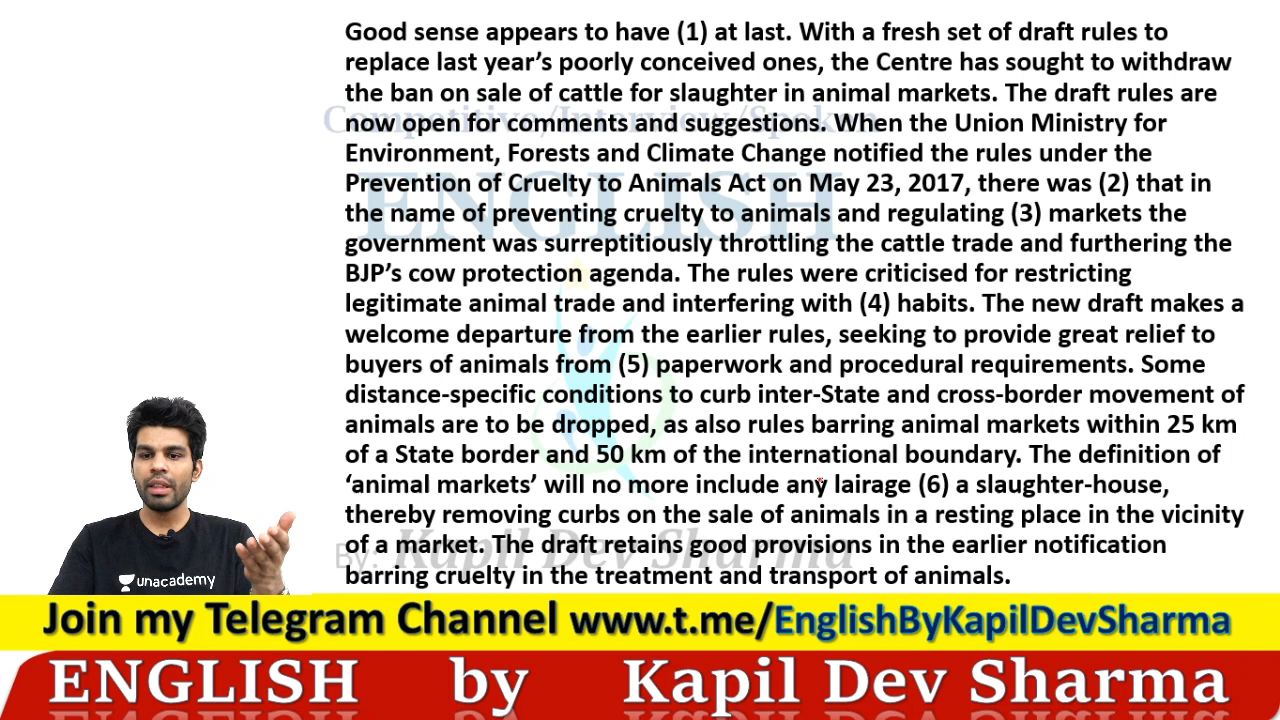 Good sense appears to have (1) at last. With a fresh set of draft rules to
replace last year’s poorly conceived ones, the Centre has sought to withdraw
the ban on sale of cattle for slaughter in animal markets. The draft rules are
Competitive/Interview/Spoken
now open for comments and suggestions. When the Union Ministry for
Environment, Forests and Climate Change notified the rules under the
Prevention of Cruelty to Animals Act on May 23, 2017, there was (2) that in
ENGLISH
the name of preventing cruelty to animals and regulating (3) markets the
government was surreptitiously throttling the cattle trade and furthering the
BJP’s cow protection agenda. The rules were criticised for restricting
legitimate animal trade and interfering with (4) habits. The new draft makes a
welcome departure from the earlier rules, seeking to provide great relief to
buyers of animals from (5) paperwork and procedural requirements. Some
distance-specific conditions to curb inter-State and cross-border movement of
animals are to be dropped, as also rules barring animal markets within 25 km
of a State border and 50 km of the international boundary. The definition of
‘animal markets’ will no more include any lairage (6) a slaughter-house,
thereby removing curbs on the sale of animals in a resting place in the vicinity
of a market. The draft retains good provisions in the earlier notification
By: Kapil Dev Sharma
barring cruelty in the treatment and transport of animals.
unacademy
Join my Telegram Channel www.t.me/EnglishByKapilDevSharma
ENGLISH by Kapil Dev Sharma